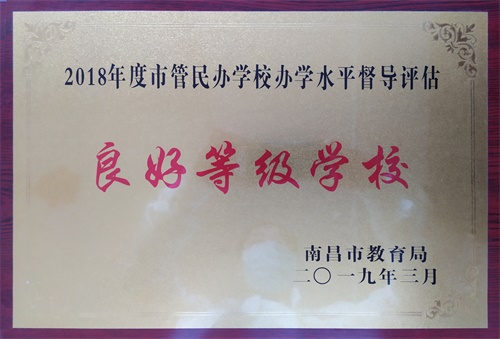 2018年度市管民办学校办学水平督导评估
良好等级学校
南昌市教育局
二〇一九年三月